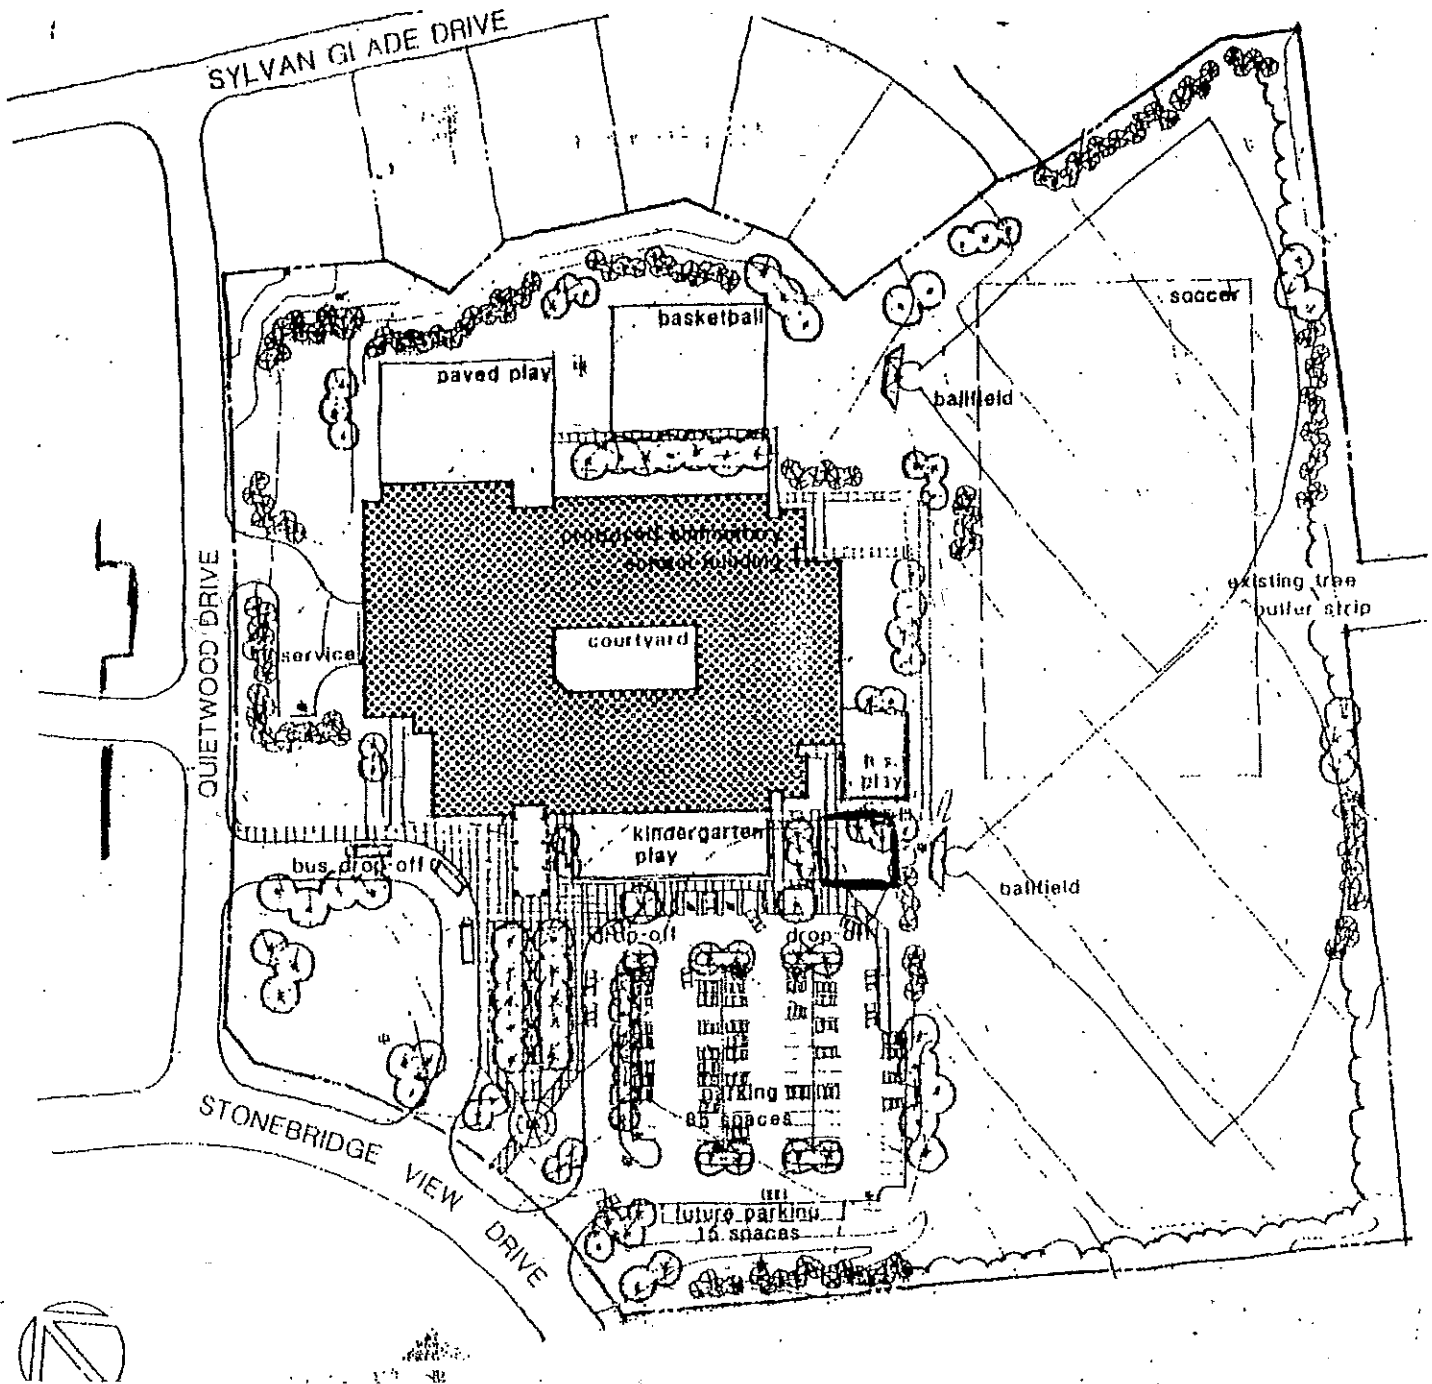 SYLVAN GLADE DRIVE
soccer
basketball
paved play
ballfield
existing tree
buffer strip
courtyard
service
QUIETWOOD DRIVE
h.s.
play
kindergarten
play
bus drop-off
ballfield
drop-off
drop-off
parking
85 spaces
STONEBRIDGE VIEW DRIVE
future parking
15 spaces